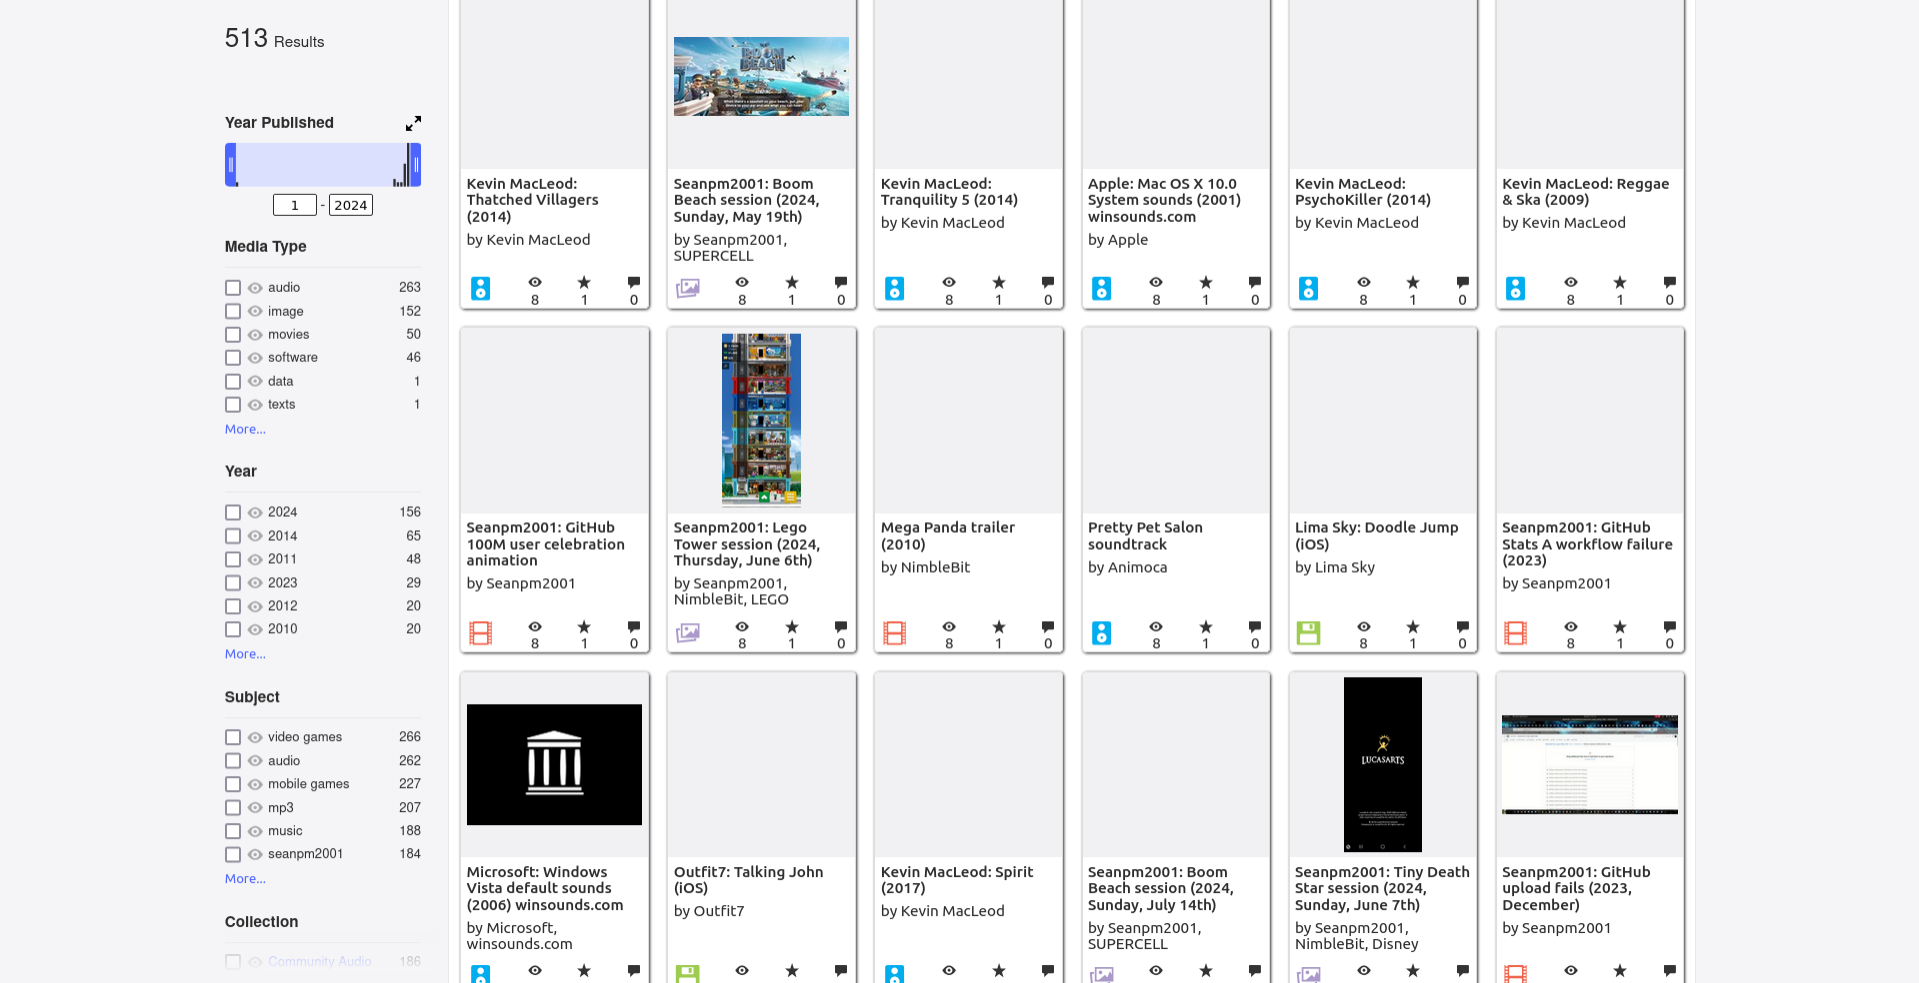 513 Results
Year Published
1 - 2024
Media Type
audio 263
image 152
movies 50
software 46
data 1
texts 1
More...
Year
2024 156
2014 65
2011 48
2023 29
2012 20
2010 20
More...
Subject
video games 266
audio 262
mobile games 227
mp3 207
music 188
seanpm2001 184
More...
Collection
Community Audio 186
Kevin MacLeod:
Thatched Villagers
(2014)
by Kevin MacLeod
8 1 0
BOOM
BEACH
Seanpm2001: Boom
Beach session (2024,
Sunday, May 19th)
by Seanpm2001,
SUPERCELL
8 1 0
Kevin MacLeod:
Tranquility 5 (2014)
by Kevin MacLeod
8 1 0
Apple: Mac OS X 10.0
System sounds (2001)
winsounds.com
by Apple
8 1 0
Kevin MacLeod:
PsychoKiller (2014)
by Kevin MacLeod
8 1 0
Kevin MacLeod: Reggae
& Ska (2009)
by Kevin MacLeod
8 1 0
Seanpm2001: GitHub
100M user celebration
animation
by Seanpm2001
8 1 0
Seanpm2001: Lego
Tower session (2024,
Thursday, June 6th)
by Seanpm2001,
NimbleBit, LEGO
8 1 0
Mega Panda trailer
(2010)
by NimbleBit
8 1 0
Pretty Pet Salon
soundtrack
by Animoca
8 1 0
Lima Sky: Doodle Jump
(iOS)
by Lima Sky
8 1 0
Seanpm2001: GitHub
Stats A workflow failure
(2023)
by Seanpm2001
8 1 0
Microsoft: Windows
Vista default sounds
(2006) winsounds.com
by Microsoft,
winsounds.com
Outfit7: Talking John
(iOS)
by Outfit7
Kevin MacLeod: Spirit
(2017)
by Kevin MacLeod
Seanpm2001: Boom
Beach session (2024,
Sunday, July 14th)
by Seanpm2001,
SUPERCELL
LUCASARTS
Seanpm2001: Tiny Death
Star session (2024,
Sunday, June 7th)
by Seanpm2001,
NimbleBit, Disney
Seanpm2001: GitHub
upload fails (2023,
December)
by Seanpm2001